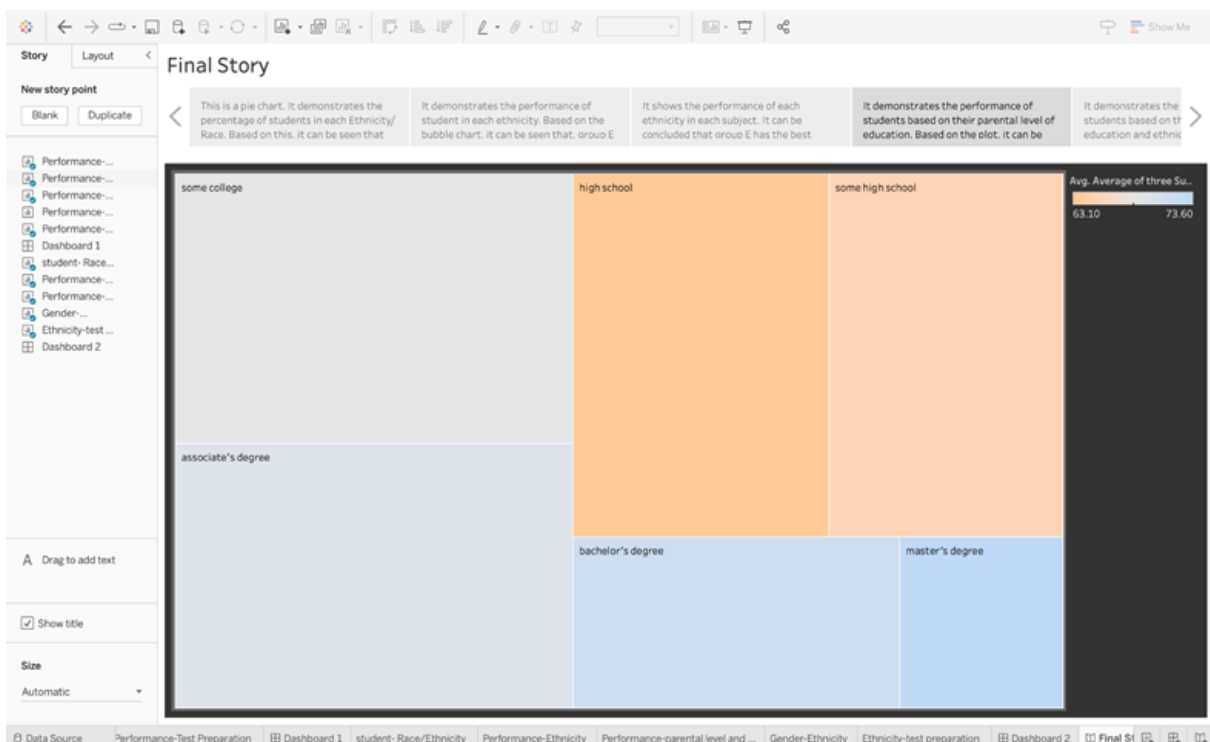 Show Me
Story
Layout
Final Story
New story point
Blank
Duplicate
This is a pie chart. It demonstrates the
percentage of students in each Ethnicity/
Race. Based on this, it can be seen that
It demonstrates the performance of
student in each ethnicity. Based on the
bubble chart, it can be seen that, group E
It shows the performance of each
ethnicity in each subject. It can be
concluded that group E has the best
It demonstrates the performance of
students based on their parental level of
education. Based on the plot, it can be
It demonstrates the
students based on th
education and ethnic
Performance-...
Performance-...
Performance-...
Performance-...
Performance-...
Dashboard 1
student- Race...
Performance-...
Performance-...
Gender-...
Ethnicity-test ...
Dashboard 2
some college
high school
some high school
associate's degree
bachelor's degree
master's degree
Avg. Average of three Su...
63.10
73.60
A Drag to add text
Show title
Size
Automatic
Data Source
Performance-Test Preparation
Dashboard 1
student- Race/Ethnicity
Performance-Ethnicity
Performance-parental level and ...
Gender-Ethnicity
Ethnicity-test preparation
Dashboard 2
Final St